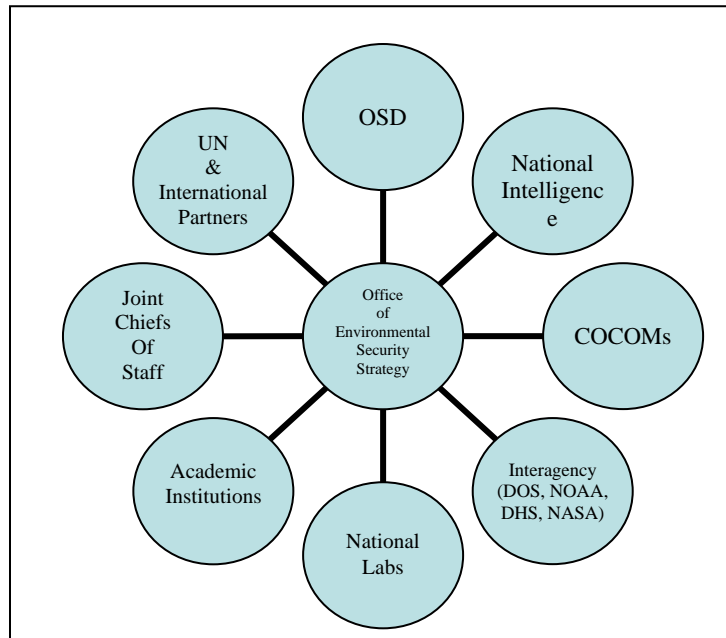 OSD
UN
&
International
Partners
National
Intelligenc
e
Office
of
Environmental
Security
Strategy
Joint
Chiefs
Of
Staff
COCOMs
Academic
Institutions
Interagency
(DOS, NOAA,
DHS, NASA)
National
Labs